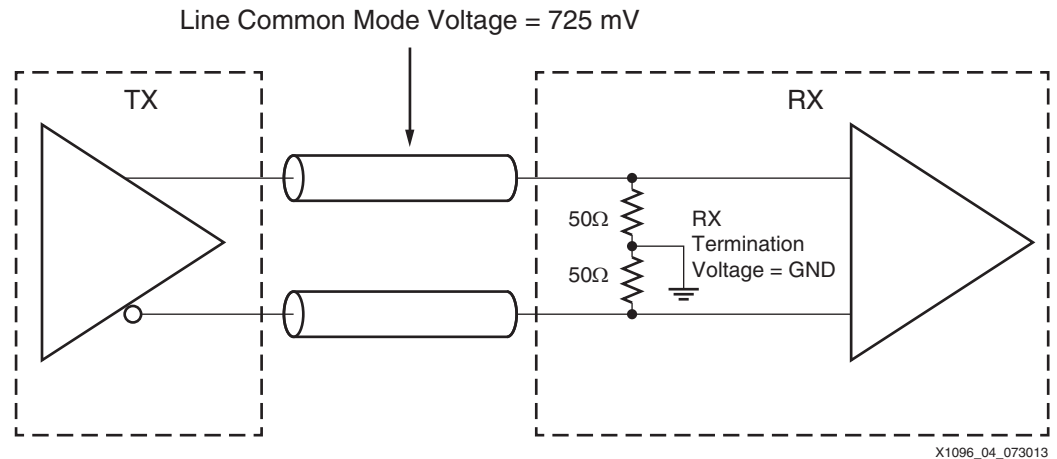 Line Common Mode Voltage = 725 mV
TX
RX
50Ω
RX
Termination
Voltage = GND
50Ω
X1096_04_073013